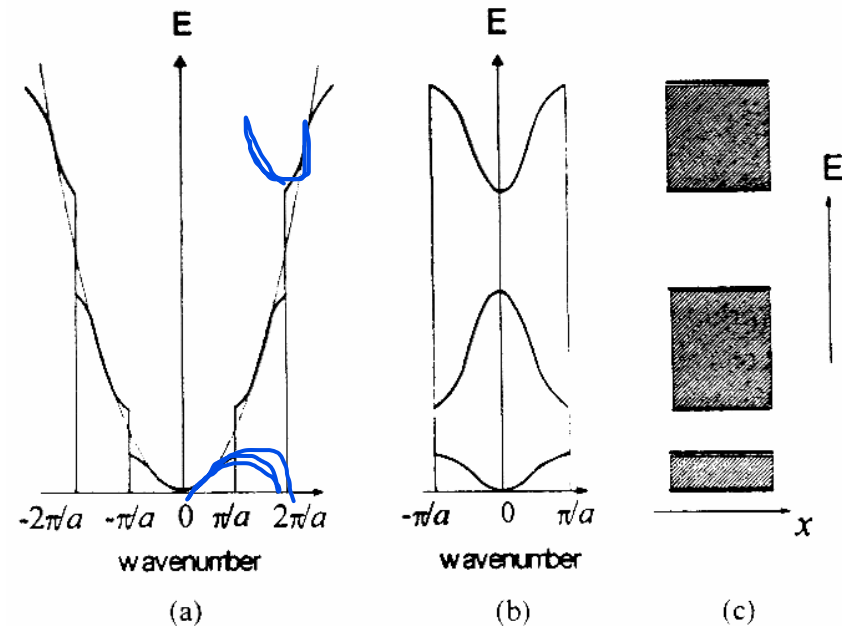 E
-2π/a -π/a 0 π/a 2π/a
wavenumber
(a)
E
-π/a 0 π/a
wavenumber
(b)
E
x
(c)